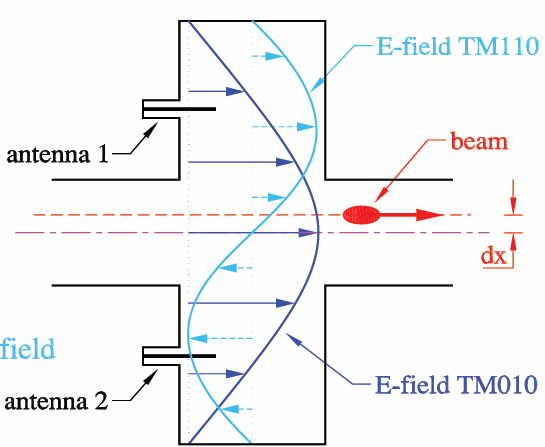 E-field TM110
antenna 1
beam
dx
field
E-field TM010
antenna 2